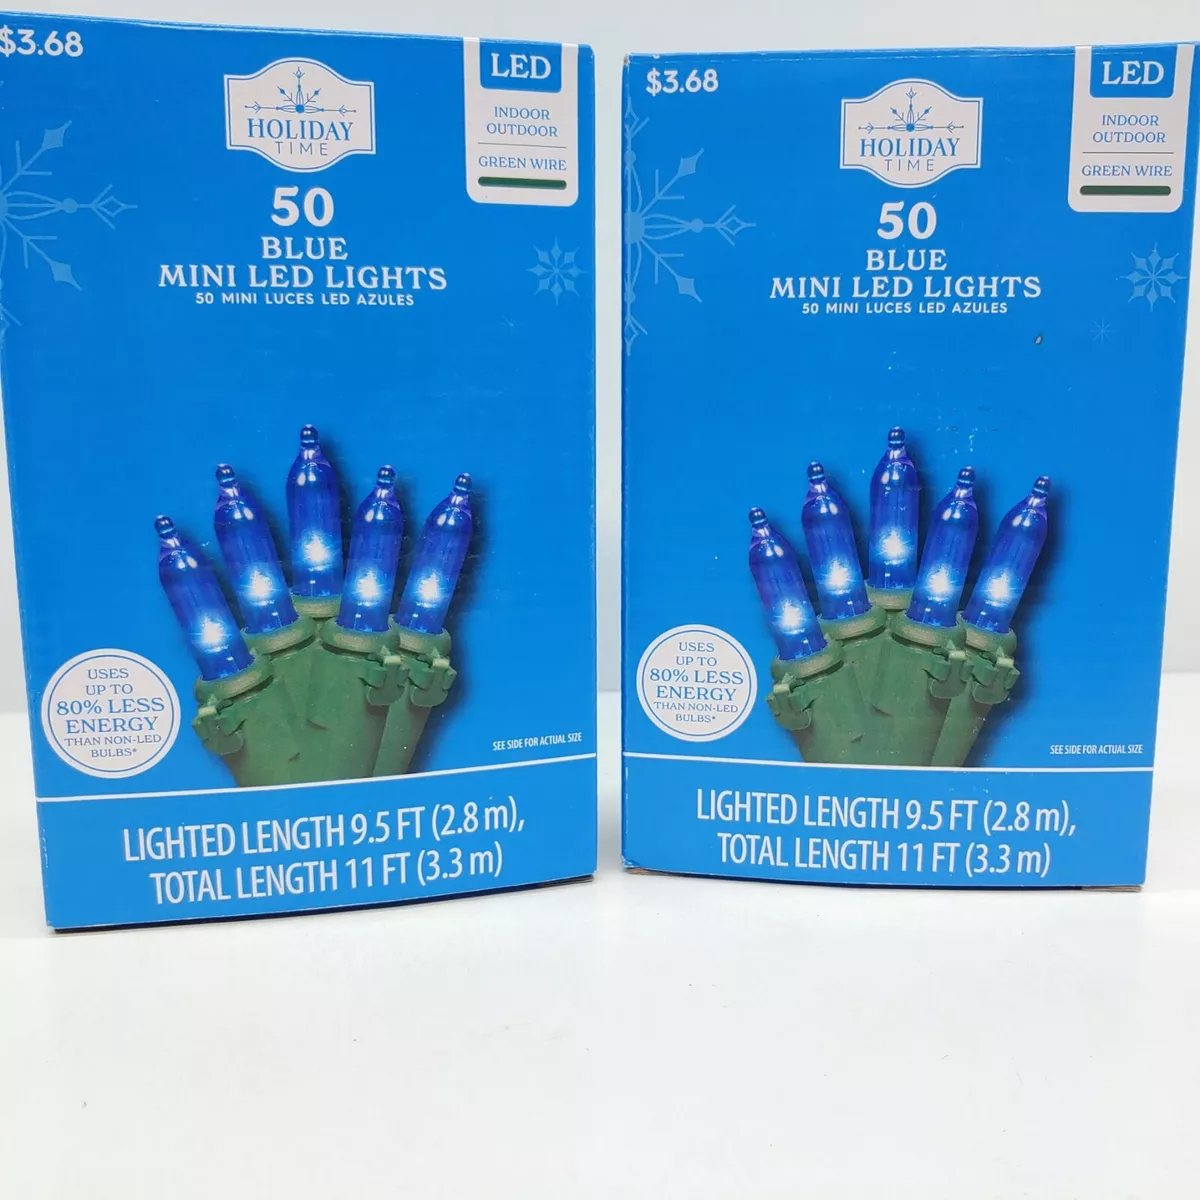 $3.68
HOLIDAY
TIME
LED
INDOOR
OUTDOOR
GREEN WIRE
50
BLUE
MINI LED LIGHTS
50 MINI LUCES LED AZULES
USES
UP TO
80% LESS
ENERGY
THAN NON-LED
BULBS*
SEE SIDE FOR ACTUAL SIZE
LIGHTED LENGTH 9.5 FT (2.8 m),
TOTAL LENGTH 11 FT (3.3 m)
$3.68
HOLIDAY
TIME
LED
INDOOR
OUTDOOR
GREEN WIRE
50
BLUE
MINI LED LIGHTS
50 MINI LUCES LED AZULES
USES
UP TO
80% LESS
ENERGY
THAN NON-LED
BULBS*
SEE SIDE FOR ACTUAL SIZE
LIGHTED LENGTH 9.5 FT (2.8 m),
TOTAL LENGTH 11 FT (3.3 m)